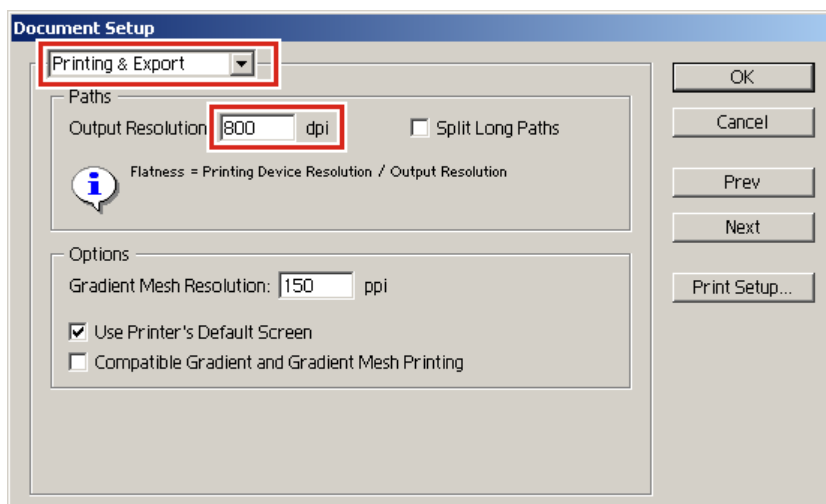 Document Setup
Printing & Export
Paths
Output Resolution 800 dpi Split Long Paths
Flatness = Printing Device Resolution / Output Resolution
Options
Gradient Mesh Resolution: 150 ppi
Use Printer's Default Screen
Compatible Gradient and Gradient Mesh Printing
OK
Cancel
Prev
Next
Print Setup...